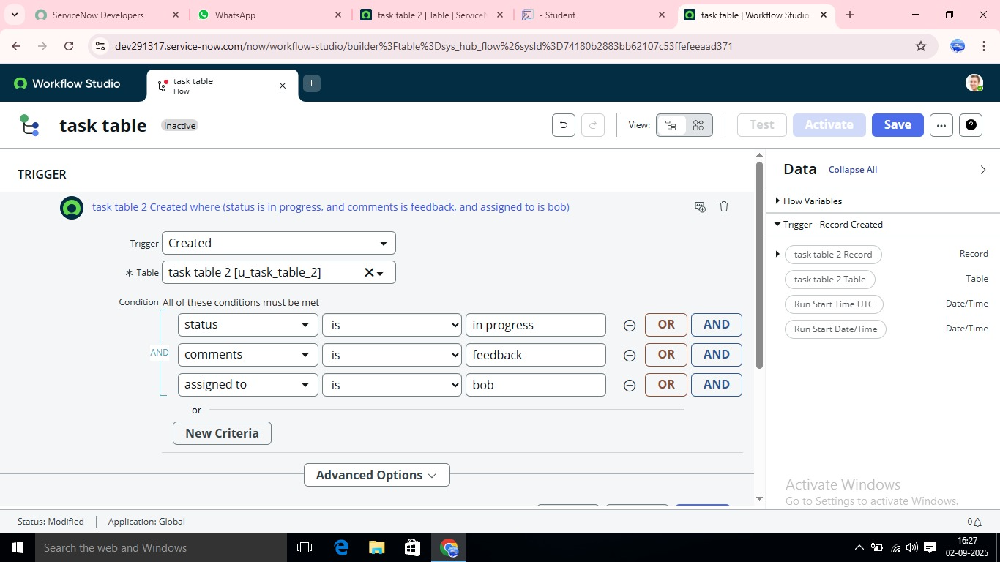 ServiceNow Developers
WhatsApp
task table 2 | Table | Service
- Student
task table | Workflow Studio
dev291317.service-now.com/now/workflow-studio/builder%3Ftable%3Dsys_hub_flow%26sysId%3D74180b2883bb62107c53ffefeeaad371
Workflow Studio
task table
Flow
task table
Inactive
View:
Test
Activate
Save
TRIGGER
task table 2 Created where (status is in progress, and comments is feedback, and assigned to is bob)
Trigger
Created
* Table
task table 2 [u_task_table_2]
Condition
All of these conditions must be met
AND
status
is
in progress
OR
AND
comments
is
feedback
OR
AND
assigned to
is
bob
OR
AND
or
New Criteria
Advanced Options
Data
Collapse All
Flow Variables
Trigger - Record Created
task table 2 Record
Record
task table 2 Table
Table
Run Start Time UTC
Date/Time
Run Start Date/Time
Date/Time
Activate Windows
Go to Settings to activate Windows.
Status: Modified
Application: Global
0
Search the web and Windows
16:27
02-09-2025